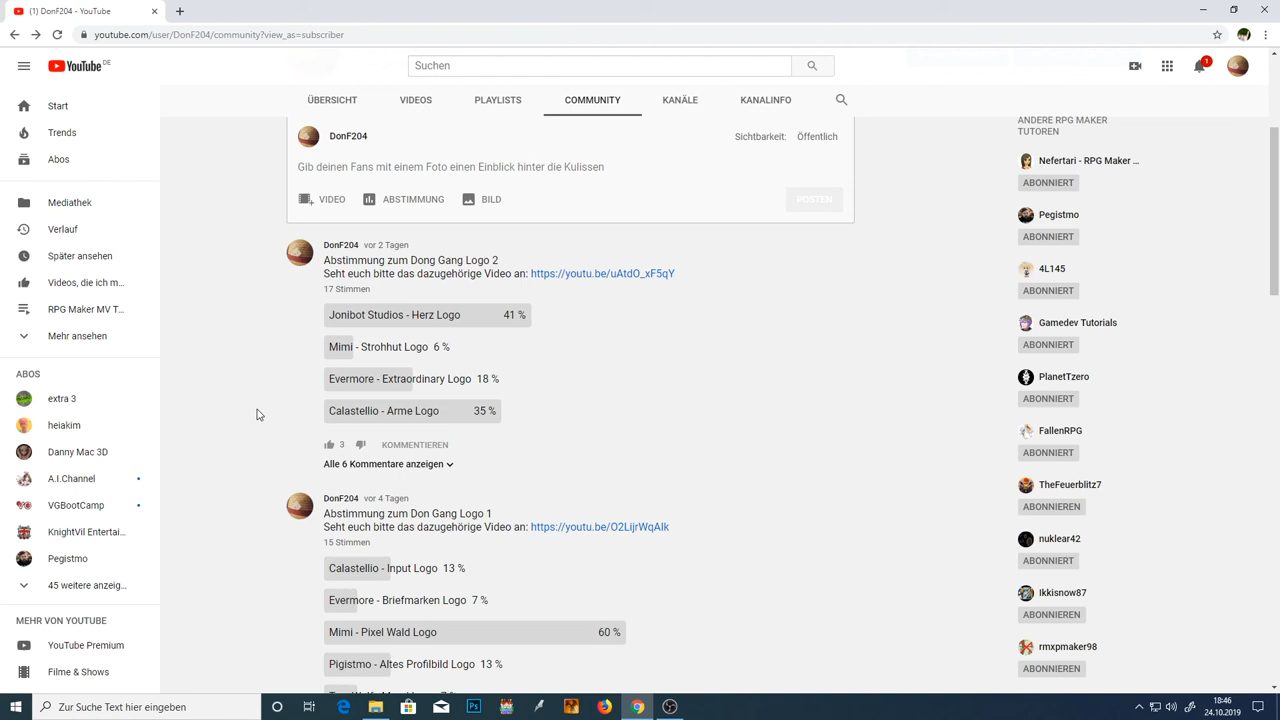 (1) DonF204 - YouTube
youtube.com/user/DonF204/community?view_as=subscriber
YouTube DE
Suchen
1
ÜBERSICHT VIDEOS PLAYLISTS COMMUNITY KANÄLE KANALINFO
Start
Trends
Abos
Mediathek
Verlauf
Später ansehen
Videos, die ich m...
RPG Maker MV T...
Mehr ansehen
ABOS
extra 3
heiakim
Danny Mac 3D
A.I.Channel
VGBootCamp
KnightVil Entertai...
Pegistmo
45 weitere anzeig...
MEHR VON YOUTUBE
YouTube Premium
Filme & Shows
DonF204
Sichtbarkeit: Öffentlich
Gib deinen Fans mit einem Foto einen Einblick hinter die Kulissen
VIDEO ABSTIMMUNG BILD
POSTEN
DonF204 vor 2 Tagen
Abstimmung zum Dong Gang Logo 2
Seht euch bitte das dazugehörige Video an: https://youtu.be/uAtdO_xF5qY
17 Stimmen
Jonibot Studios - Herz Logo 41 %
Mimi - Strohhut Logo 6 %
Evermore - Extraordinary Logo 18 %
Calastellio - Arme Logo 35 %
3 KOMMENTIEREN
Alle 6 Kommentare anzeigen
DonF204 vor 4 Tagen
Abstimmung zum Don Gang Logo 1
Seht euch bitte das dazugehörige Video an: https://youtu.be/O2LijrWqAIk
15 Stimmen
Calastellio - Input Logo 13 %
Evermore - Briefmarken Logo 7 %
Mimi - Pixel Wald Logo 60 %
Pigistmo - Altes Profilbild Logo 13 %
ANDERE RPG MAKER
TUTOREN
Nefertari - RPG Maker ...
ABONNIERT
Pegistmo
ABONNIERT
4L145
ABONNIERT
Gamedev Tutorials
ABONNIERT
PlanetTzero
ABONNIERT
FallenRPG
ABONNIERT
TheFeuerblitz7
ABONNIEREN
nuklear42
ABONNIERT
Ikkisnow87
ABONNIEREN
rmxpmaker98
ABONNIEREN
Zur Suche Text hier eingeben
18:46
24.10.2019